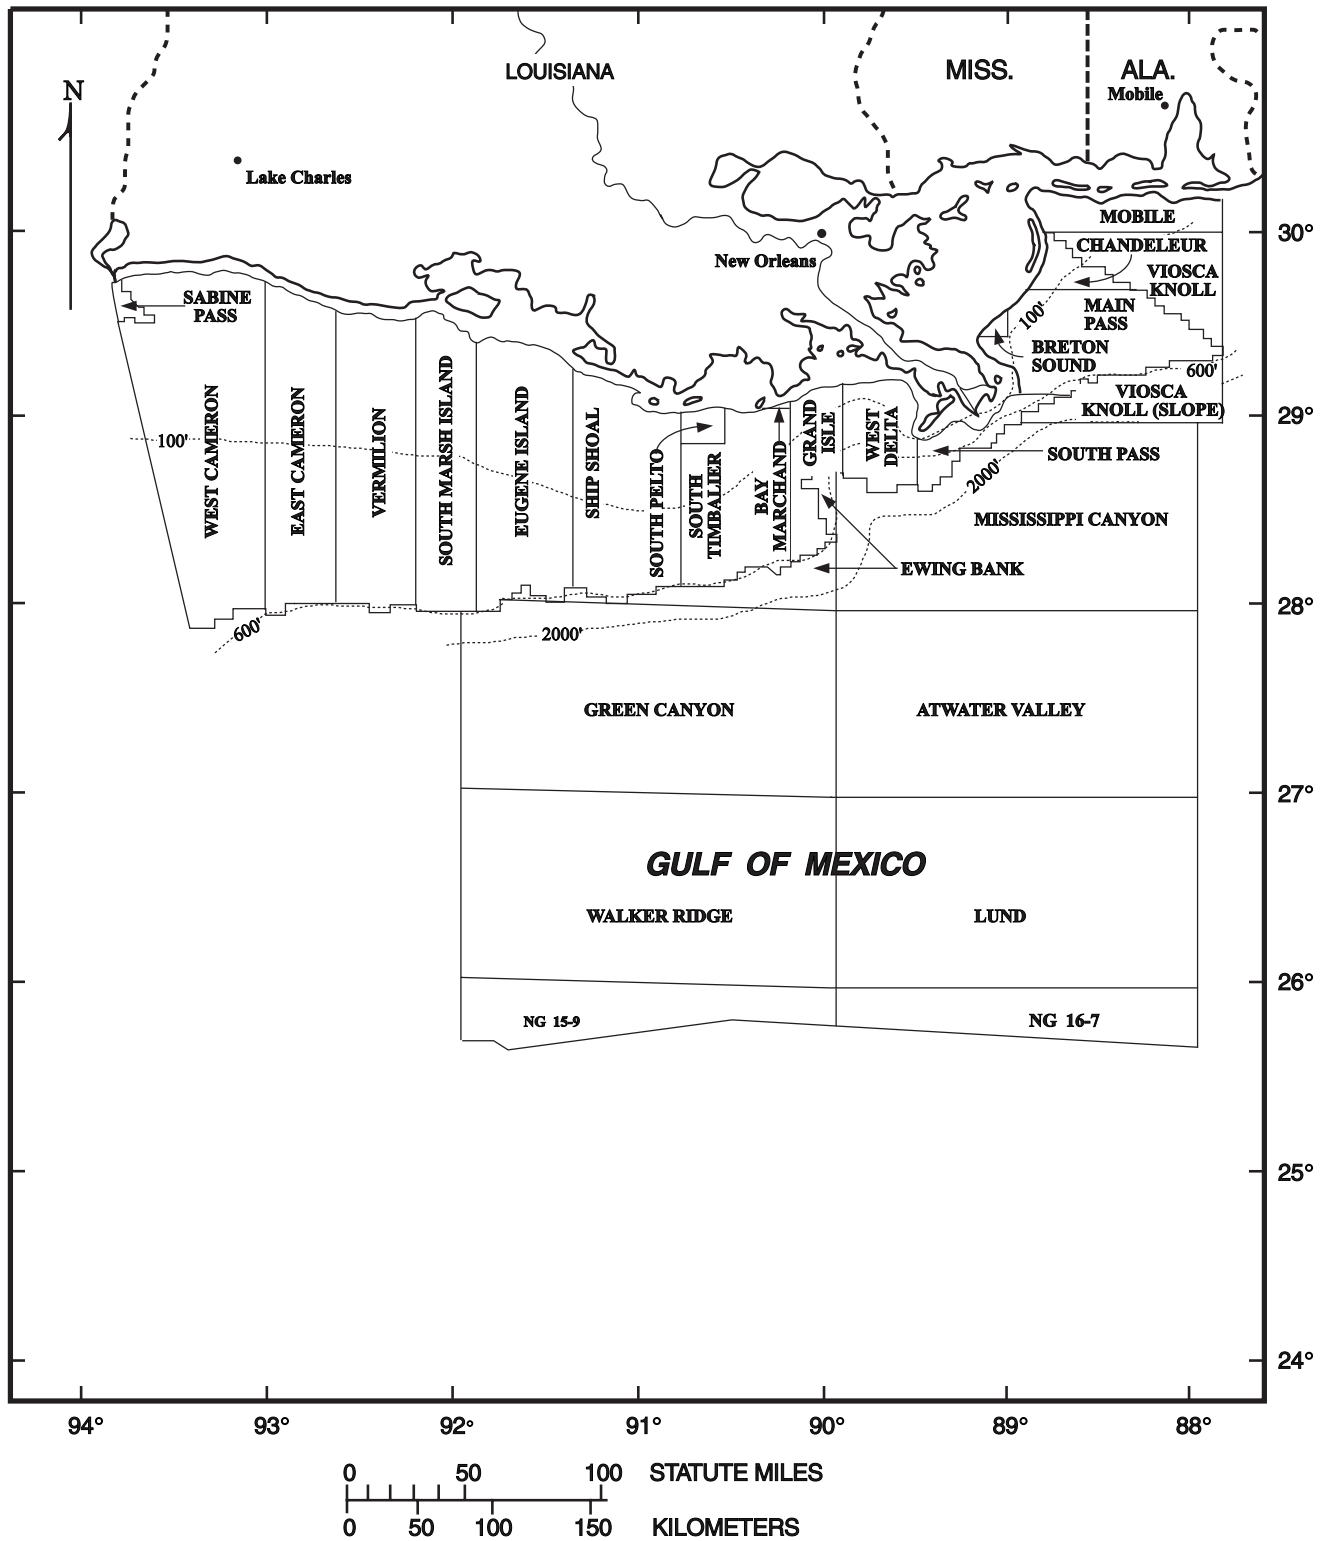 LOUISIANA
MISS.
ALA.
Mobile
N
Lake Charles
New Orleans
MOBILE
30°
CHANDELEUR
VIOSCA
KNOLL
SABINE
PASS
MAIN
PASS
100'
BRETON
SOUND
600'
VIOSCA
KNOLL (SLOPE)
29°
100'
WEST CAMERON
EAST CAMERON
VERMILION
SOUTH MARSH ISLAND
EUGENE ISLAND
SHIP SHOAL
SOUTH PELTO
SOUTH
TIMBALIER
BAY
MARCHAND
GRAND
ISLE
WEST
DELTA
SOUTH PASS
2000'
MISSISSIPPI CANYON
EWING BANK
28°
600'
2000'
GREEN CANYON
ATWATER VALLEY
27°
GULF OF MEXICO
WALKER RIDGE
LUND
26°
NG 15-9
NG 16-7
25°
24°
94°
93°
92°
91°
90°
89°
88°
0 50 100 STATUTE MILES
0 50 100 150 KILOMETERS